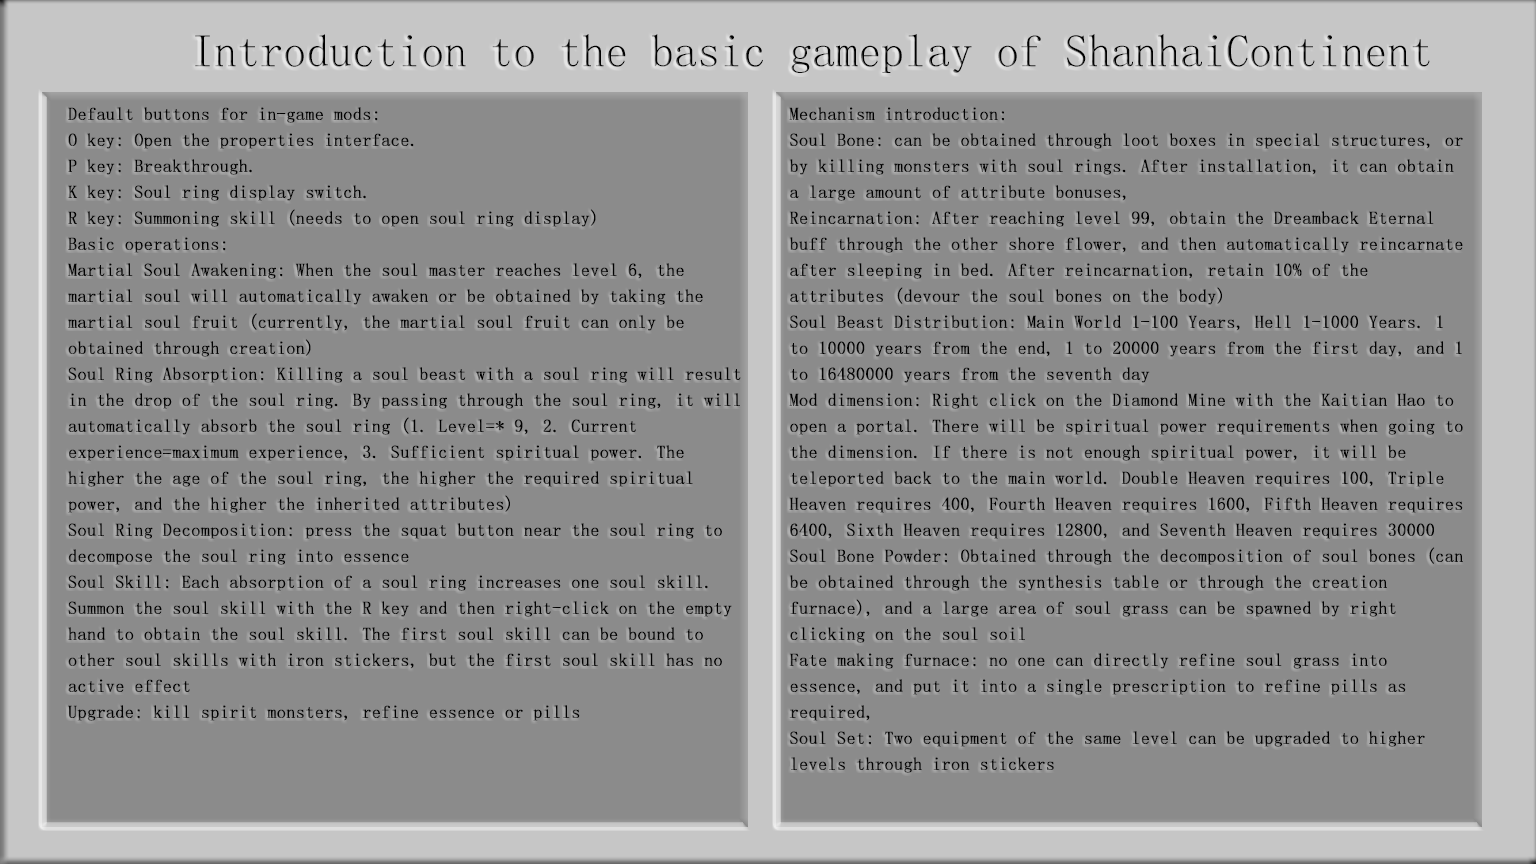 Introduction to the basic gameplay of ShanhaiContinent
Default buttons for in-game mods:
O key: Open the properties interface.
P key: Breakthrough.
K key: Soul ring display switch.
R key: Summoning skill (needs to open soul ring display)
Basic operations:
Martial Soul Awakening: When the soul master reaches level 6, the
martial soul will automatically awaken or be obtained by taking the
martial soul fruit (currently, the martial soul fruit can only be
obtained through creation)
Soul Ring Absorption: Killing a soul beast with a soul ring will result
in the drop of the soul ring. By passing through the soul ring, it will
automatically absorb the soul ring (1. Level=* 9, 2. Current
experience=maximum experience, 3. Sufficient spiritual power. The
higher the age of the soul ring, the higher the required spiritual
power, and the higher the inherited attributes)
Soul Ring Decomposition: press the squat button near the soul ring to
decompose the soul ring into essence
Soul Skill: Each absorption of a soul ring increases one soul skill.
Summon the soul skill with the R key and then right-click on the empty
hand to obtain the soul skill. The first soul skill can be bound to
other soul skills with iron stickers, but the first soul skill has no
active effect
Upgrade: kill spirit monsters, refine essence or pills
Mechanism introduction:
Soul Bone: can be obtained through loot boxes in special structures, or
by killing monsters with soul rings. After installation, it can obtain
a large amount of attribute bonuses,
Reincarnation: After reaching level 99, obtain the Dreamback Eternal
buff through the other shore flower, and then automatically reincarnate
after sleeping in bed. After reincarnation, retain 10% of the
attributes (devour the soul bones on the body)
Soul Beast Distribution: Main World 1-100 Years, Hell 1-1000 Years. 1
to 10000 years from the end, 1 to 20000 years from the first day, and 1
to 16480000 years from the seventh day
Mod dimension: Right click on the Diamond Mine with the Kaitian Hao to
open a portal. There will be spiritual power requirements when going to
the dimension. If there is not enough spiritual power, it will be
teleported back to the main world. Double Heaven requires 100, Triple
Heaven requires 400, Fourth Heaven requires 1600, Fifth Heaven requires
6400, Sixth Heaven requires 12800, and Seventh Heaven requires 30000
Soul Bone Powder: Obtained through the decomposition of soul bones (can
be obtained through the synthesis table or through the creation
furnace), and a large area of soul grass can be spawned by right
clicking on the soul soil
Fate making furnace: no one can directly refine soul grass into
essence, and put it into a single prescription to refine pills as
required,
Soul Set: Two equipment of the same level can be upgraded to higher
levels through iron stickers